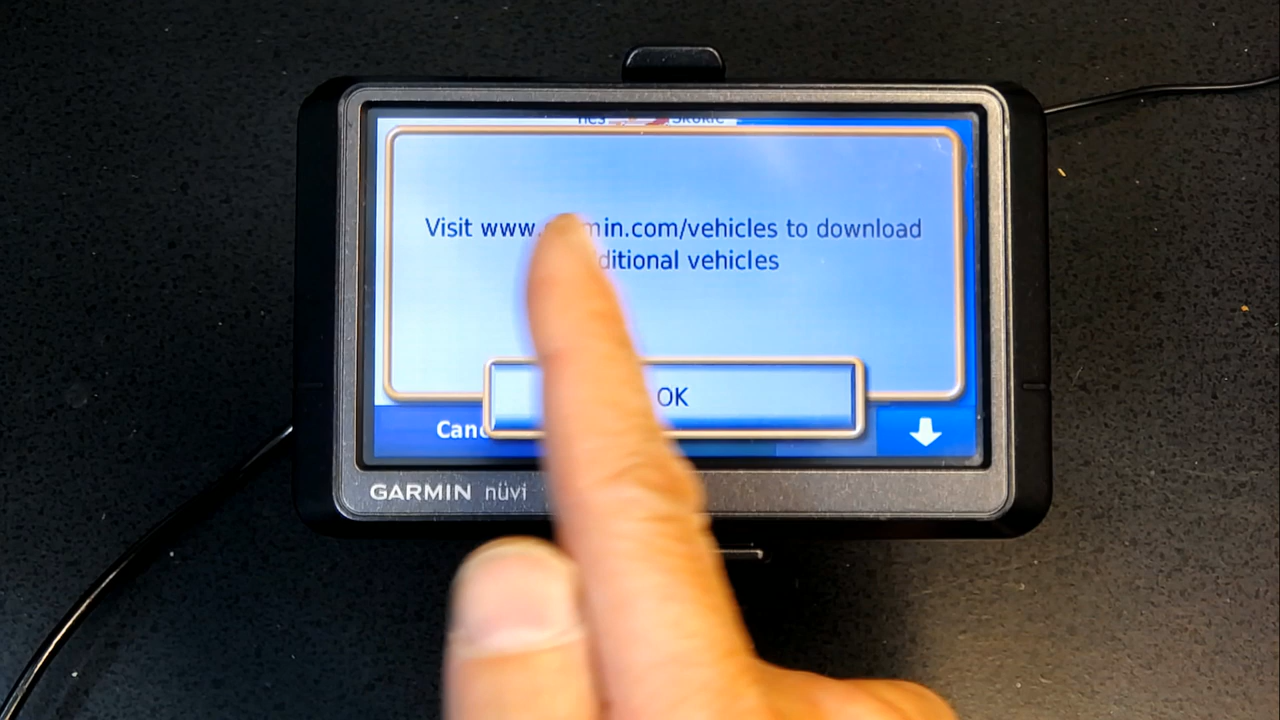 Visit www. min.com/vehicles to download
ditional vehicles
OK
Canc
GARMIN nüvi